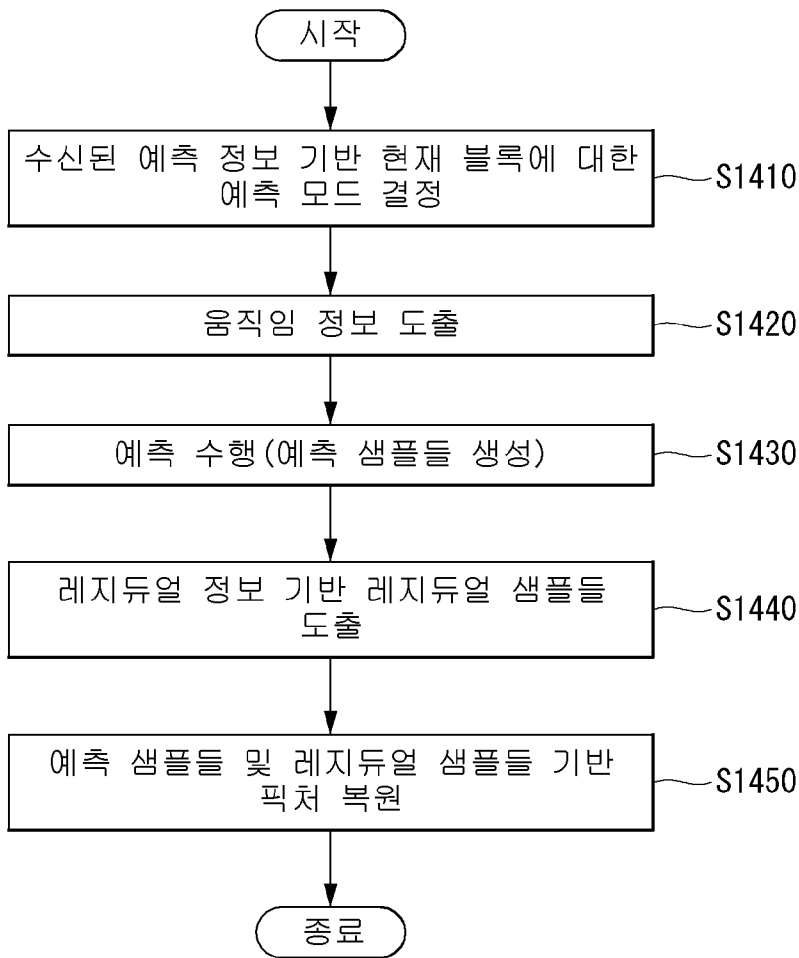 시작
수신된 예측 정보 기반 현재 블록에 대한
예측 모드 결정
S1410
움직임 정보 도출
S1420
예측 수행(예측 샘플들 생성)
S1430
레지듀얼 정보 기반 레지듀얼 샘플들
도출
S1440
예측 샘플들 및 레지듀얼 샘플들 기반
픽처 복원
S1450
종료